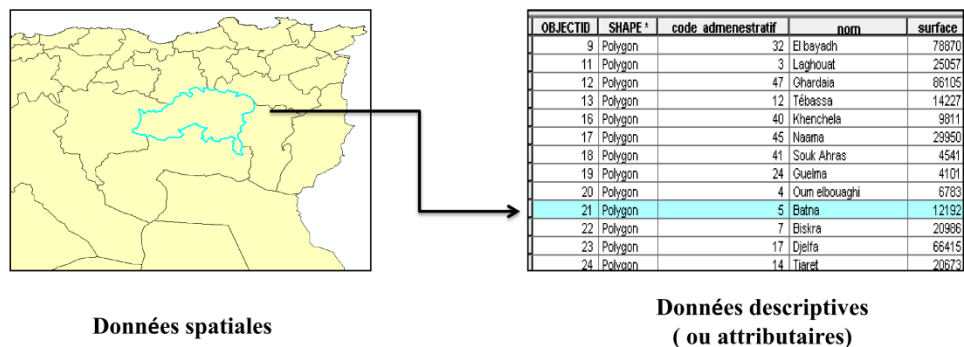 OBJECTID SHAPE * code_admenestratif nom surface
9 Polygon 32 El bayadh 78870
11 Polygon 3 Laghouat 25057
12 Polygon 47 Ghardaia 86105
13 Polygon 12 Tébassa 14227
16 Polygon 40 Khenchela 9811
17 Polygon 45 Naama 29950
18 Polygon 41 Souk Ahras 4541
19 Polygon 24 Guelma 4101
20 Polygon 4 Oum elbouaghi 6783
21 Polygon 5 Batna 12192
22 Polygon 7 Biskra 20986
23 Polygon 17 Djelfa 66415
24 Polygon 14 Tiaret 20673
Données spatiales
Données descriptives
( ou attributaires)